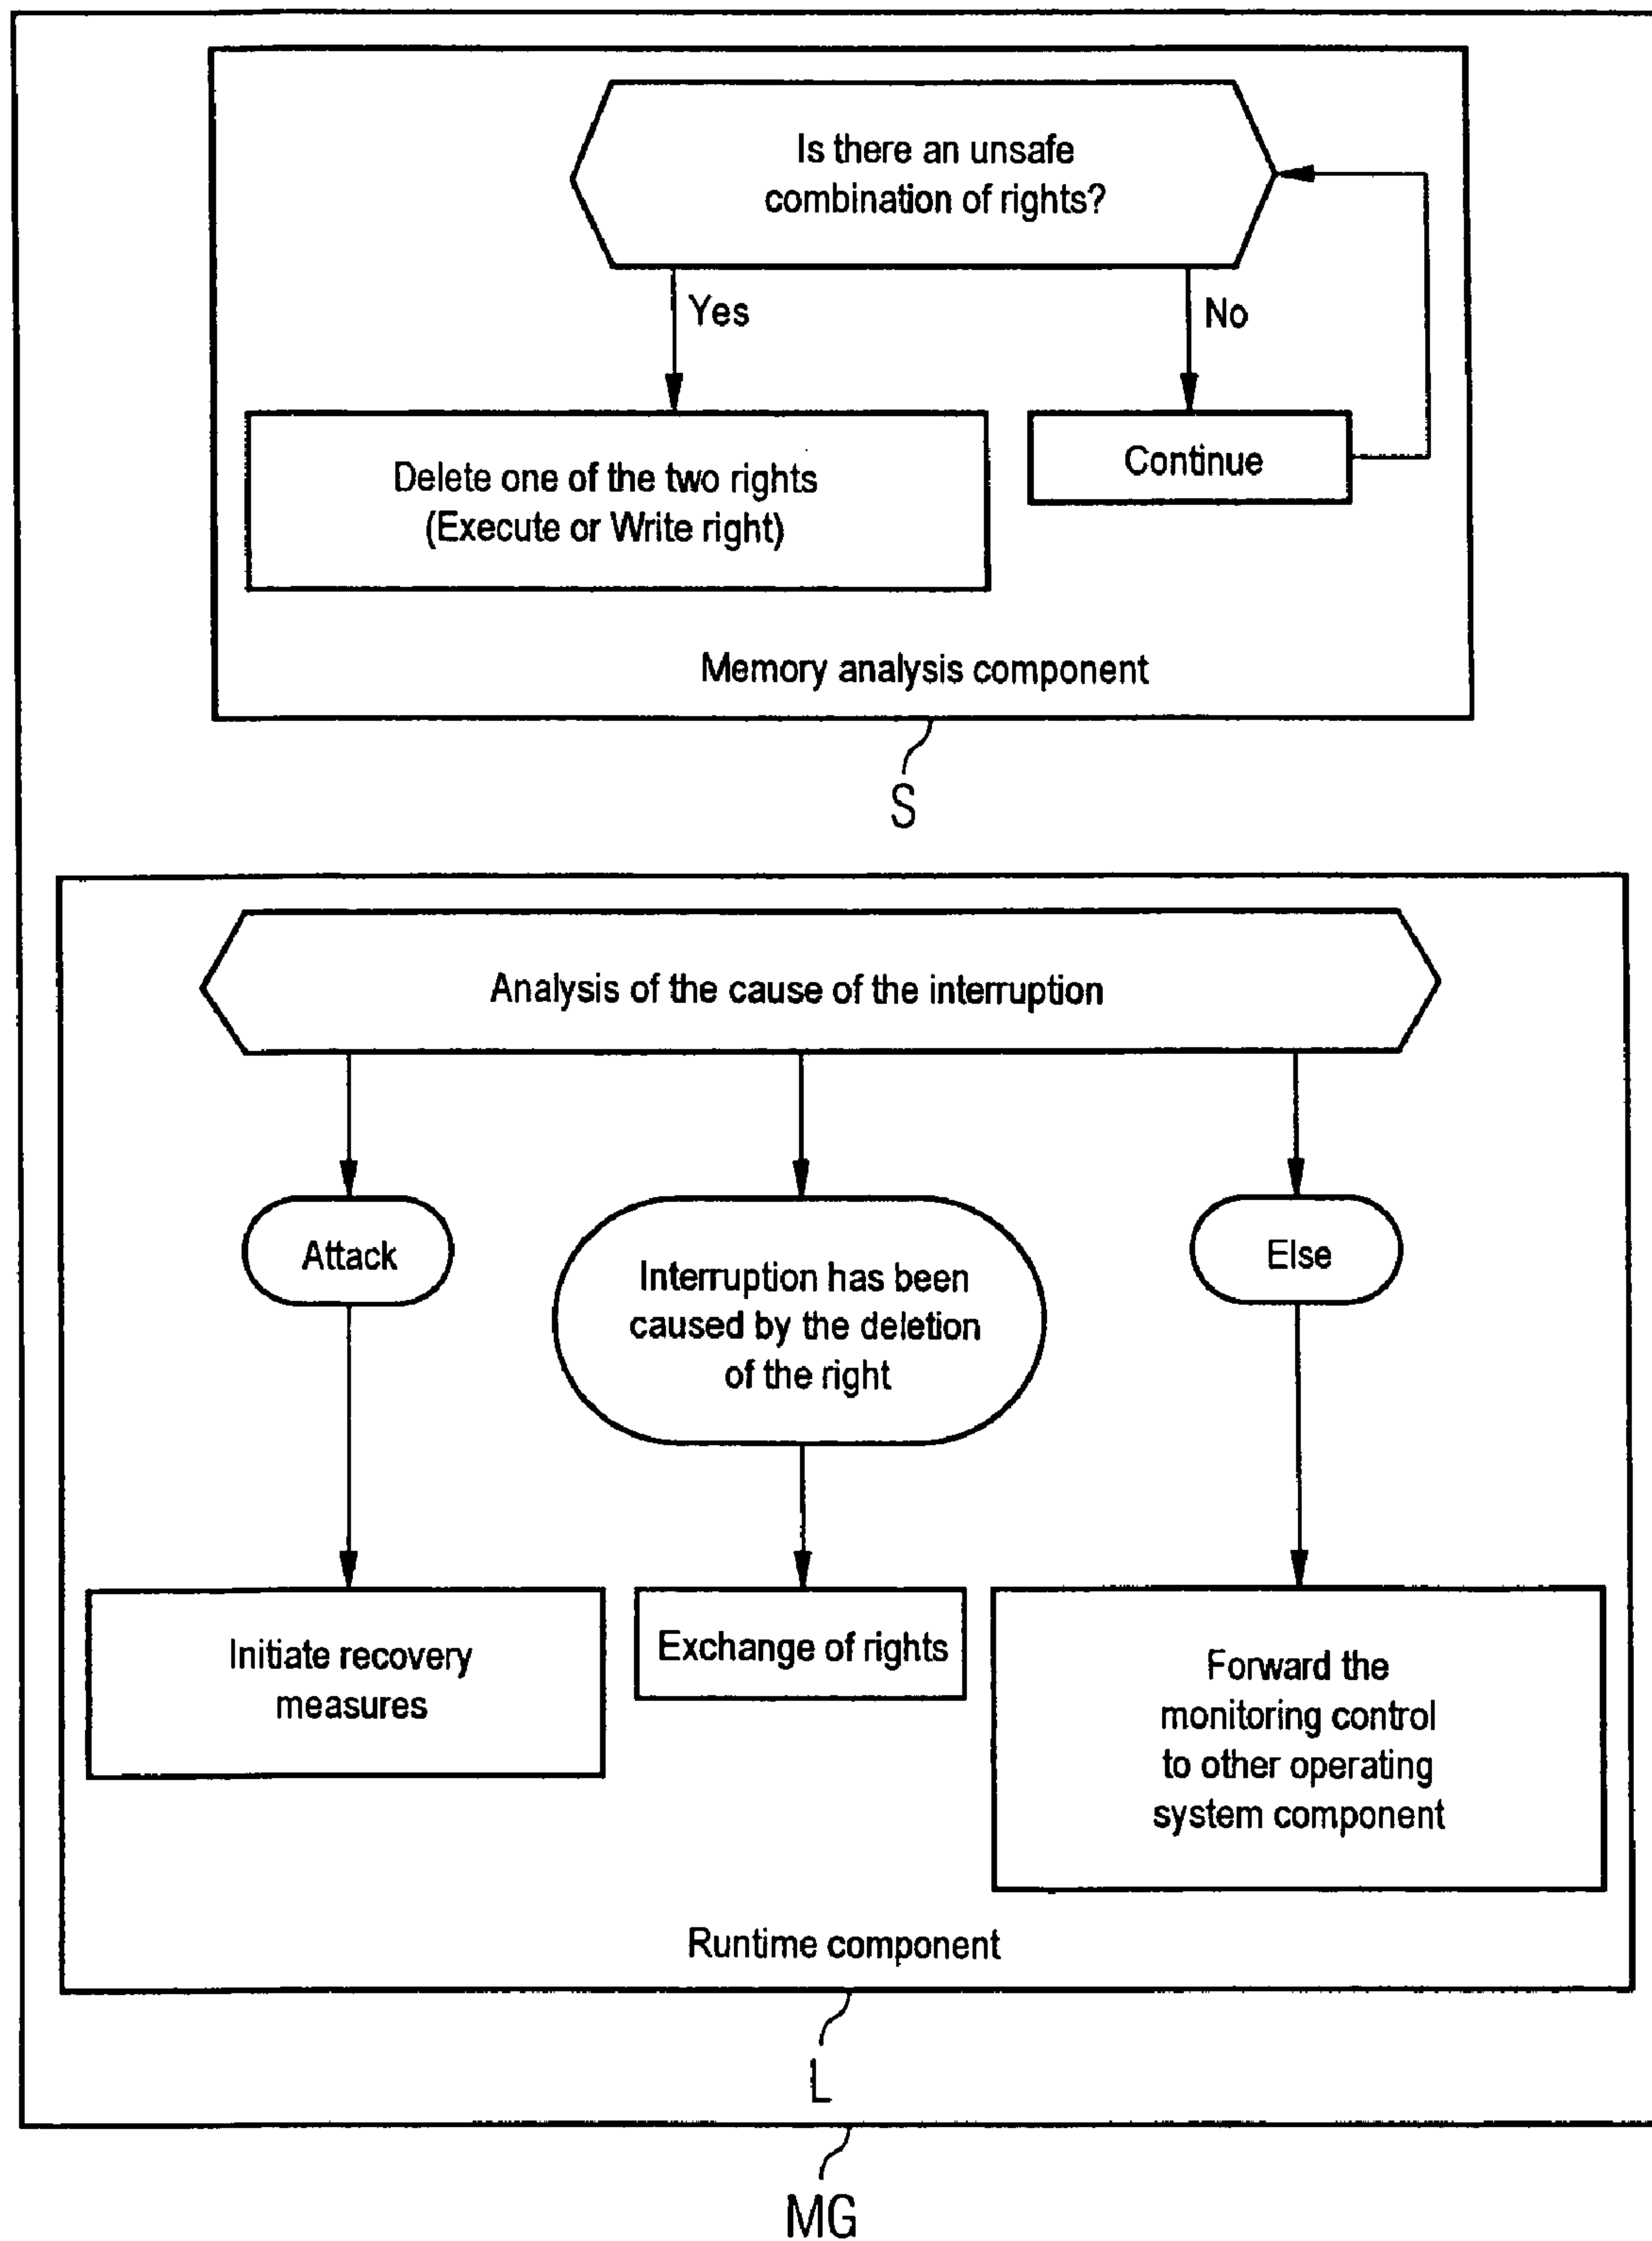 Is there an unsafe
combination of rights?
Yes
No
Delete one of the two rights
(Execute or Write right)
Continue
Memory analysis component
S
Analysis of the cause of the interruption
Attack
Interruption has been
caused by the deletion
of the right
Else
Initiate recovery
measures
Exchange of rights
Forward the
monitoring control
to other operating
system component
Runtime component
L
MG